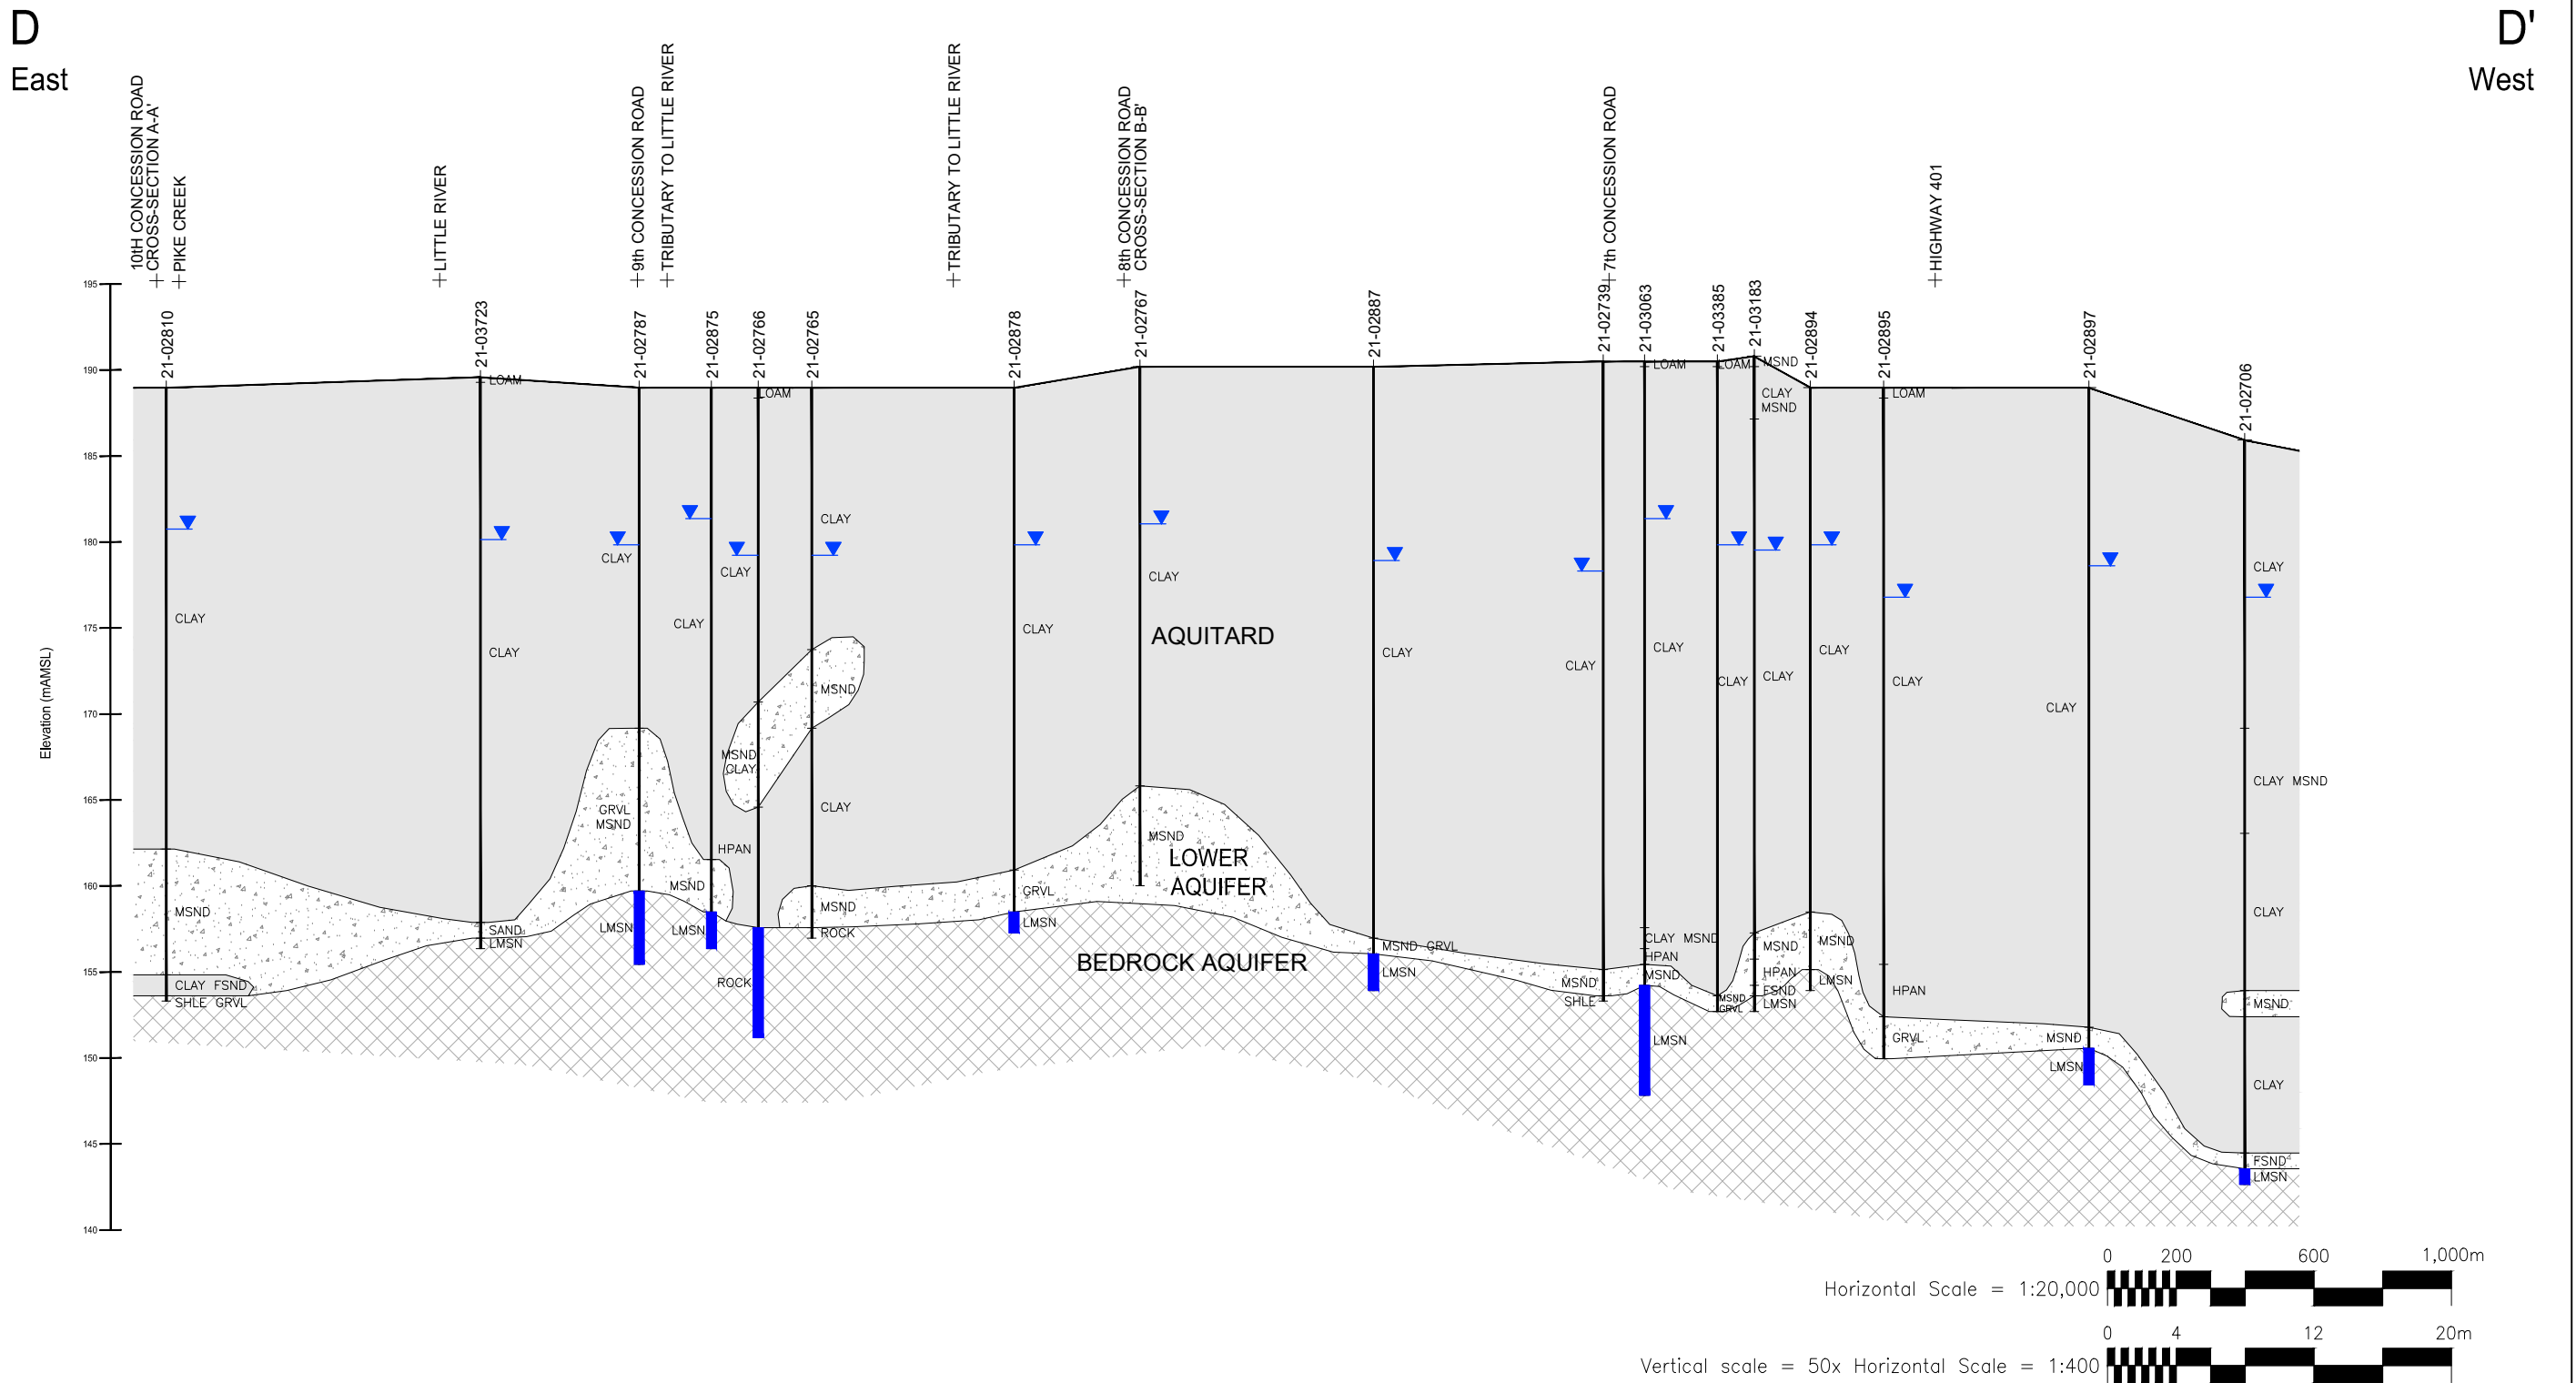 D
D'
East
West
10tH CONCESSION ROAD
CROSS-SECTION A-A'
PIKE CREEK
LITTLE RIVER
9th CONCESSION ROAD
TRIBUTARY TO LITTLE RIVER
TRIBUTARY TO LITTLE RIVER
8th CONCESSION ROAD
CROSS-SECTION B-B'
7th CONCESSION ROAD
HIGHWAY 401
21-02810
21-03723
21-02787
21-02875
21-02766
21-02765
21-02878
21-02767
21-02887
21-02739
21-03063
21-03385
21-03183
21-02894
21-02895
21-02897
21-02706
Elevation (mAMSL)
195
190
185
180
175
170
165
160
155
150
145
140
CLAY
MSND
CLAY FSND
SHLE GRVL
LOAM
CLAY
SAND
LMSN
CLAY
GRVL
MSND
LMSN
CLAY
MSND
LMSN
LOAM
CLAY
MSND
CLAY
HPAN
ROCK
CLAY
MSND
CLAY
MSND
ROCK
CLAY
GRVL
LMSN
CLAY
MSND
AQUITARD
LOWER
AQUIFER
BEDROCK AQUIFER
CLAY
MSND GRVL
LMSN
CLAY
MSND
SHLE
LOAM
CLAY
CLAY MSND
HPAN
MSND
LMSN
LOAM
CLAY
MSND
GRVL
MSND
CLAY
MSND
CLAY
MSND
HPAN
FSND
LMSN
CLAY
MSND
LMSN
LOAM
CLAY
HPAN
GRVL
CLAY
MSND
LMSN
CLAY
CLAY MSND
CLAY
MSND
CLAY
FSND
LMSN
0 200 600 1,000m
Horizontal Scale = 1:20,000
0 4 12 20m
Vertical scale = 50x Horizontal Scale = 1:400